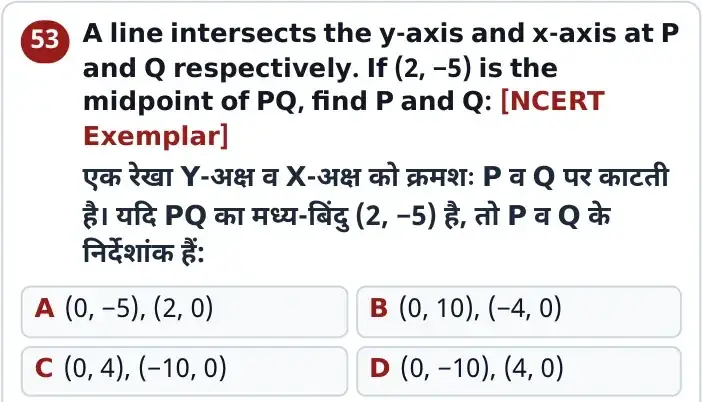 53 A line intersects the y-axis and x-axis at P
and Q respectively. If (2, −5) is the
midpoint of PQ, find P and Q: [NCERT
Exemplar]
एक रेखा Y-अक्ष व X-अक्ष को क्रमशः P व Q पर काटती
है। यदि PQ का मध्य-बिंदु (2, −5) है, तो P व Q के
निर्देशांक हैं:
A (0, −5), (2, 0)
B (0, 10), (−4, 0)
C (0, 4), (−10, 0)
D (0, −10), (4, 0)